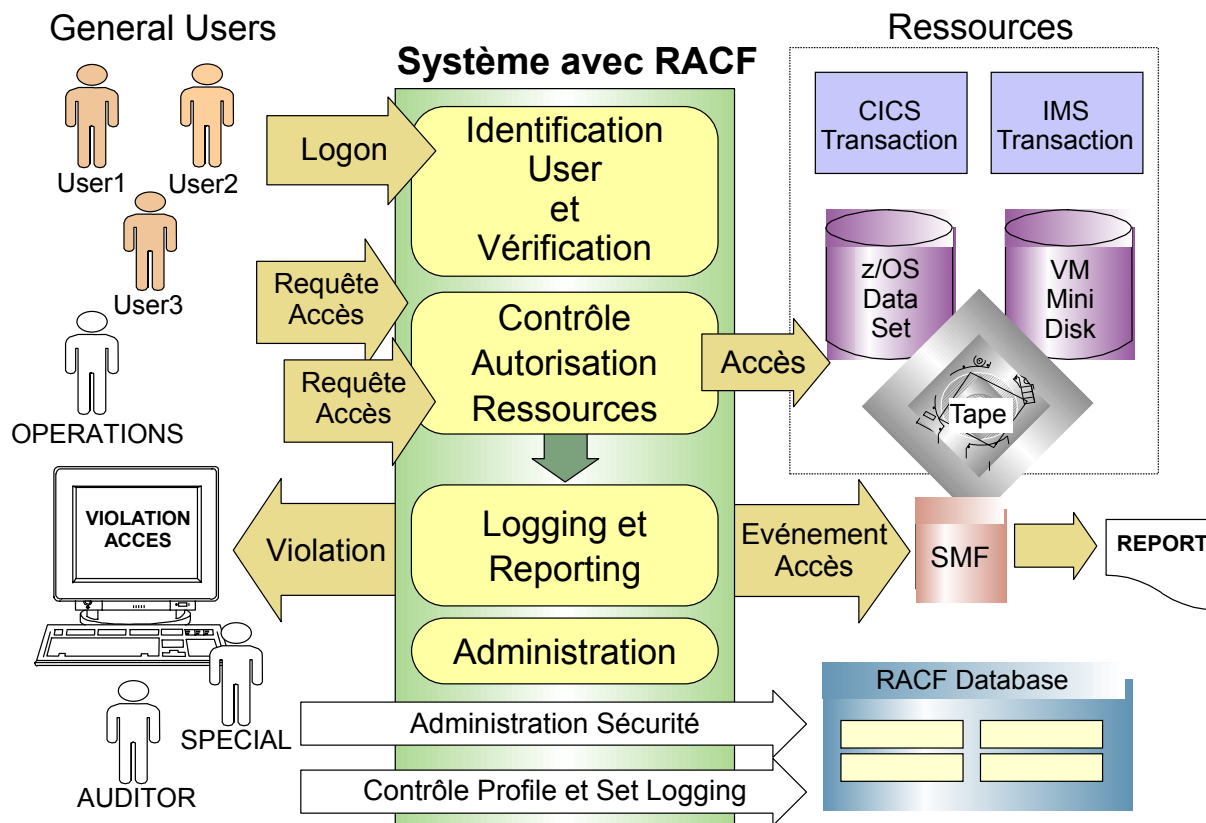 General Users
Système avec RACF
Ressources
User1
User2
User3
OPERATIONS
Logon
Identification
User
et
Vérification
CICS
Transaction
IMS
Transaction
z/OS
Data
Set
VM
Mini
Disk
Tape
Requête
Accès
Requête
Accès
Contrôle
Autorisation
Ressources
Accès
VIOLATION
ACCES
Violation
Logging et
Reporting
Evénement
Accès
SMF
REPORT
Administration
SPECIAL
AUDITOR
Administration Sécurité
Contrôle Profile et Set Logging
RACF Database